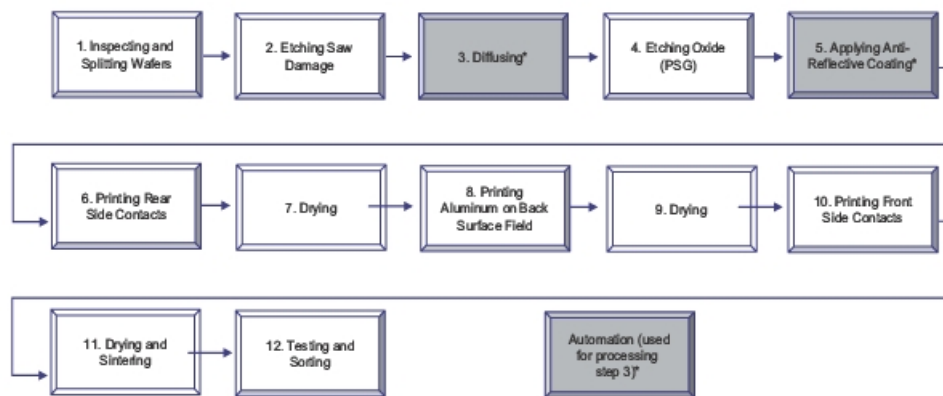 1. Inspecting and
Splitting Wafers
2. Etching Saw
Damage
3. Diffusing*
4. Etching Oxide
(PSG)
5. Applying Anti-
Reflective Coating*
6. Printing Rear
Side Contacts
7. Drying
8. Printing
Aluminum on Back
Surface Field
9. Drying
10. Printing Front
Side Contacts
11. Drying and
Sintering
12. Testing and
Sorting
Automation (used
for processing
step 3)*